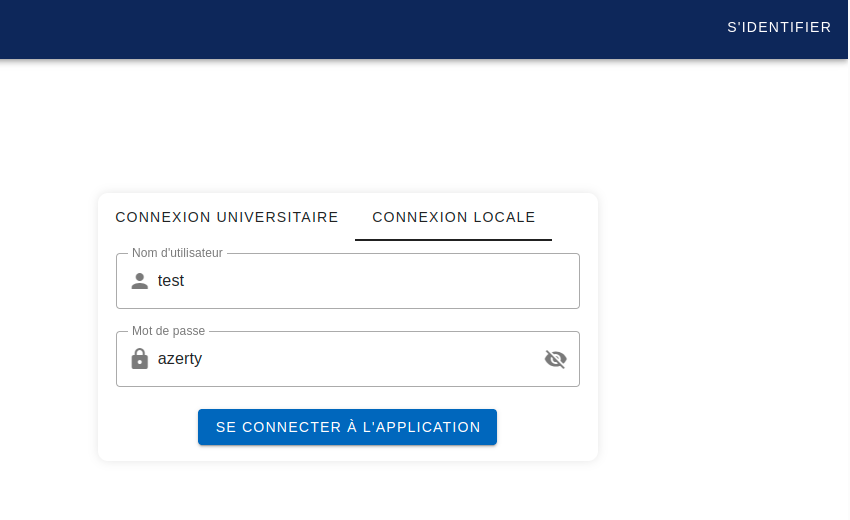 S'IDENTIFIER
CONNEXION UNIVERSITAIRE CONNEXION LOCALE
Nom d'utilisateur
test
Mot de passe
azerty
SE CONNECTER À L'APPLICATION